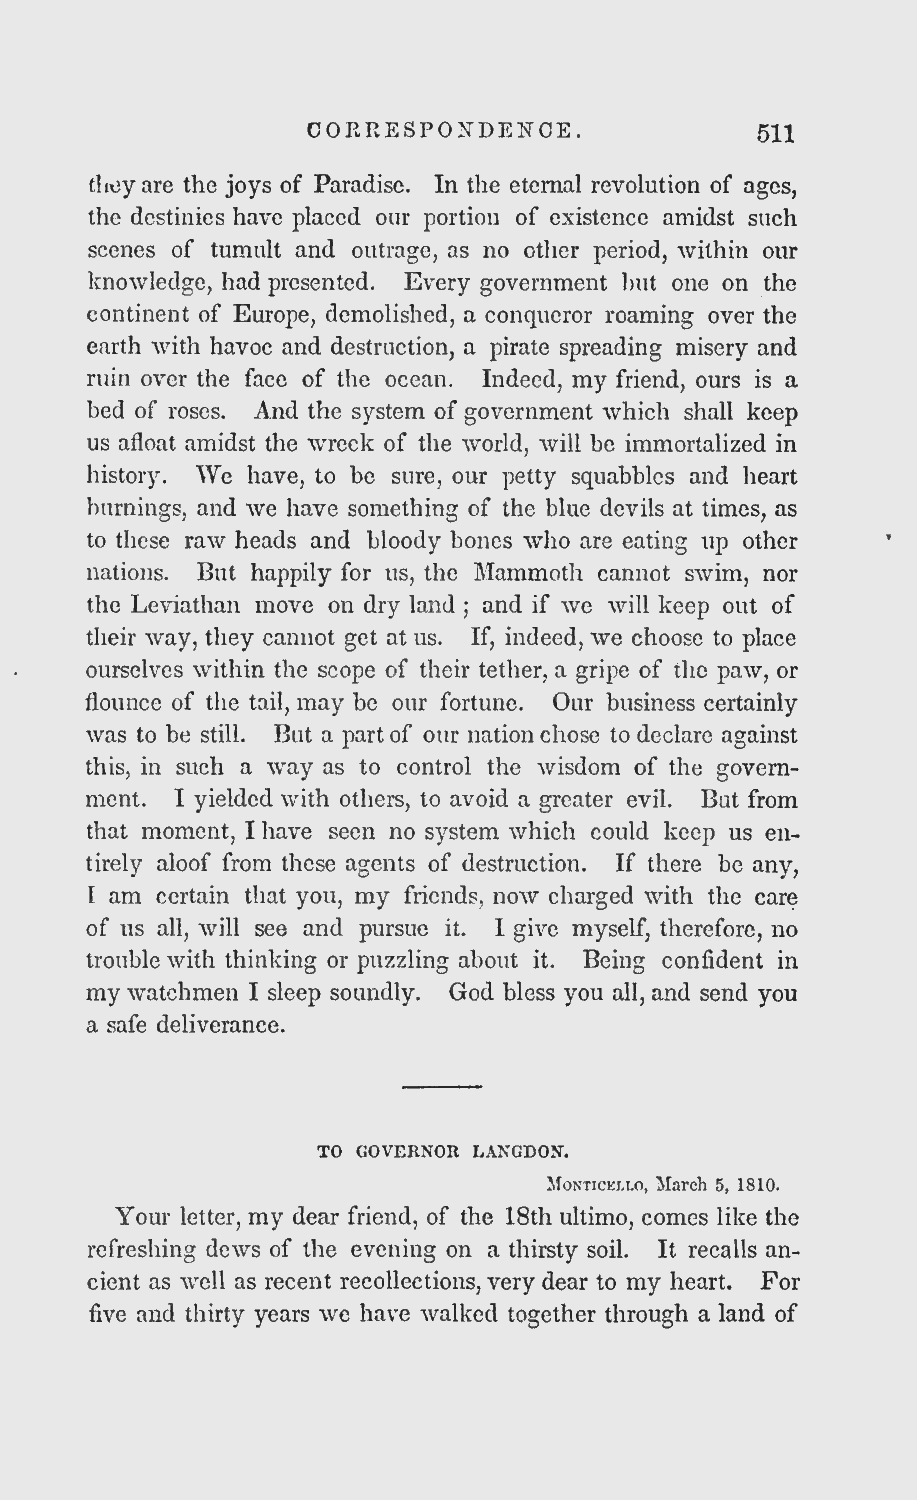 CORRESPONDENCE. 511
they are the joys of Paradise. In the eternal revolution of ages,
the destinies have placed our portion of existence amidst such
scenes of tumult and outrage, as no other period, within our
knowledge, had presented. Every government but one on the
continent of Europe, demolished, a conqueror roaming over the
earth with havoc and destruction, a pirate spreading misery and
ruin over the face of the ocean. Indeed, my friend, ours is a
bed of roses. And the system of government which shall keep
us afloat amidst the wreck of the world, will be immortalized in
history. We have, to be sure, our petty squabbles and heart
burnings, and we have something of the blue devils at times, as
to these raw heads and bloody bones who are eating up other
nations. But happily for us, the Mammoth cannot swim, nor
the Leviathan move on dry land ; and if we will keep out of
their way, they cannot get at us. If, indeed, we choose to place
ourselves within the scope of their tether, a gripe of the paw, or
flounce of the tail, may be our fortune. Our business certainly
was to be still. But a part of our nation chose to declare against
this, in such a way as to control the wisdom of the govern-
ment. I yielded with others, to avoid a greater evil. But from
that moment, I have seen no system which could keep us en-
tirely aloof from these agents of destruction. If there be any,
I am certain that you, my friends, now charged with the care
of us all, will see and pursue it. I give myself, therefore, no
trouble with thinking or puzzling about it. Being confident in
my watchmen I sleep soundly. God bless you all, and send you
a safe deliverance.
TO GOVERNOR LANGDON.
MONTICELLO, March 5, 1810.
Your letter, my dear friend, of the 18th ultimo, comes like the
refreshing dews of the evening on a thirsty soil. It recalls an-
cient as well as recent recollections, very dear to my heart. For
five and thirty years we have walked together through a land of